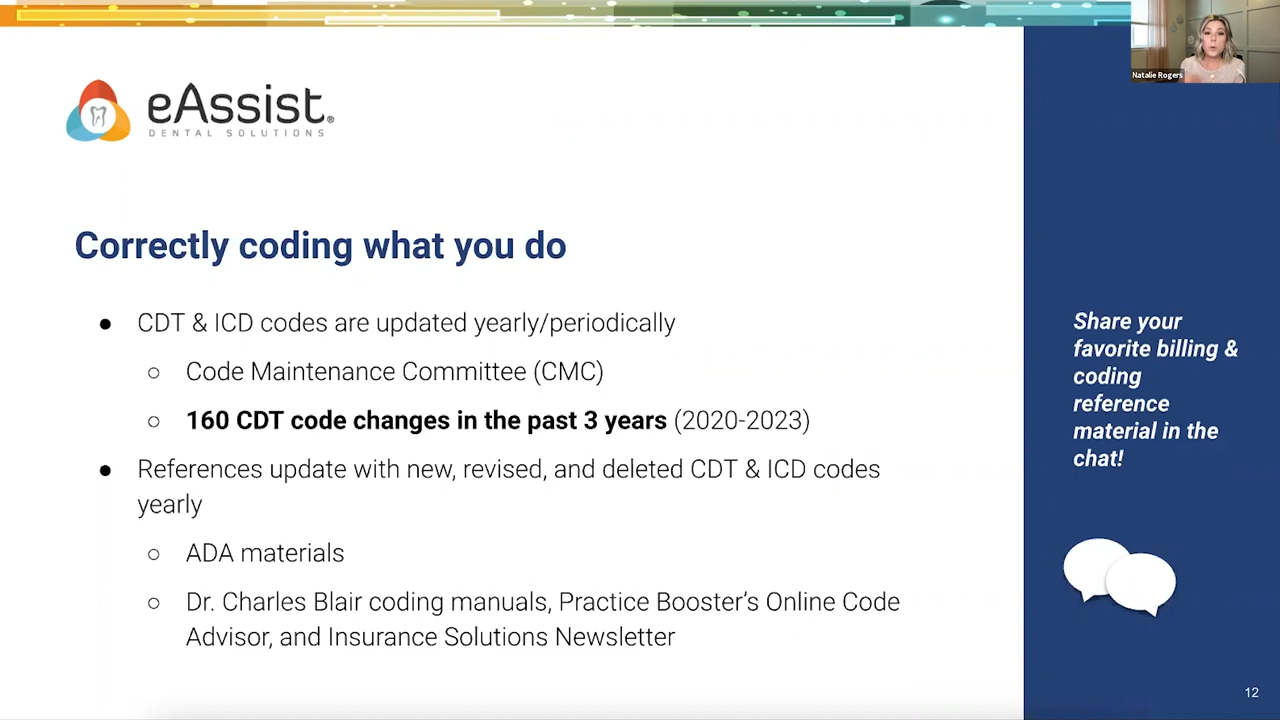 Natalie Rogers
eAssist®
DENTAL SOLUTIONS
Correctly coding what you do
● CDT & ICD codes are updated yearly/periodically
○ Code Maintenance Committee (CMC)
○ 160 CDT code changes in the past 3 years (2020-2023)
● References update with new, revised, and deleted CDT & ICD codes
yearly
○ ADA materials
○ Dr. Charles Blair coding manuals, Practice Booster’s Online Code
Advisor, and Insurance Solutions Newsletter
Share your
favorite billing &
coding
reference
material in the
chat!
12